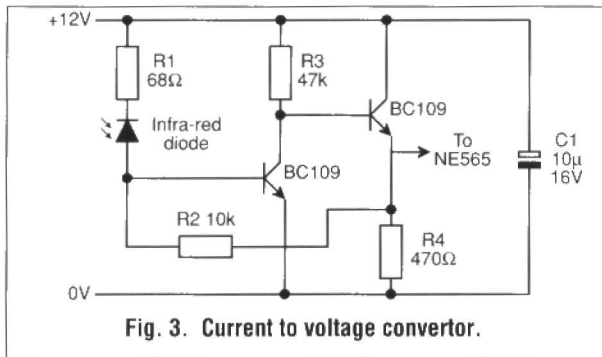 +12V
R1
68Ω
R3
47k
BC109
Infra-red
diode
To
NE565
C1
10μ
16V
BC109
R2 10k
R4
470Ω
0V
Fig. 3. Current to voltage convertor.